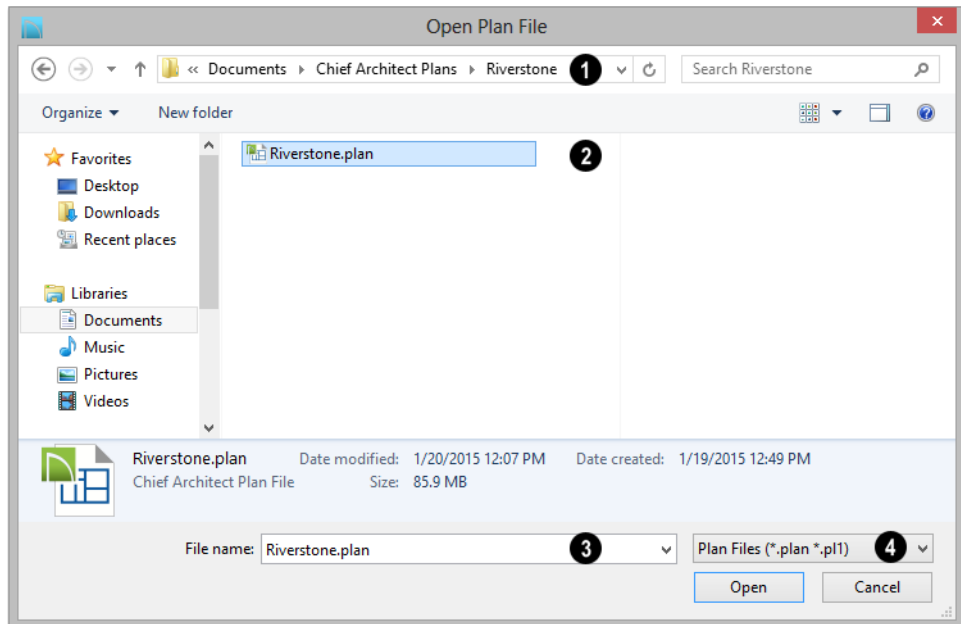 Open Plan File
« Documents Chief Architect Plans Riverstone 1 Search Riverstone
Organize New folder
Favorites
Desktop
Downloads
Recent places
Libraries
Documents
Music
Pictures
Videos
Riverstone.plan 2
Riverstone.plan Date modified: 1/20/2015 12:07 PM Date created: 1/19/2015 12:49 PM
Chief Architect Plan File Size: 85.9 MB
File name: Riverstone.plan 3 Plan Files (*.plan *.pl1) 4
Open Cancel